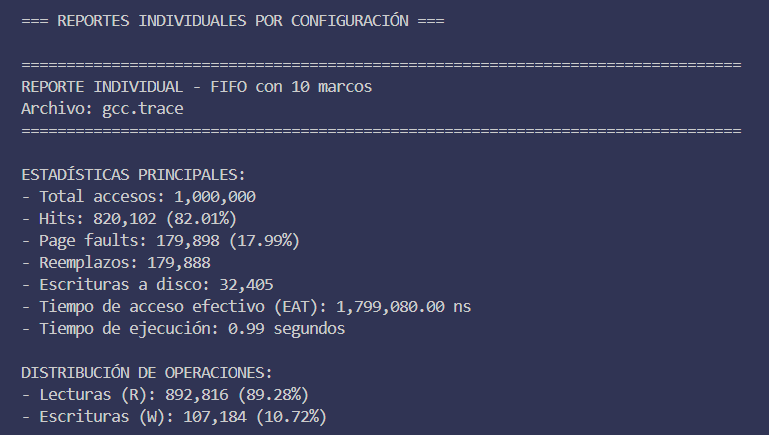 === REPORTES INDIVIDUALES POR CONFIGURACIÓN ===
================================================================================
REPORTE INDIVIDUAL - FIFO con 10 marcos
Archivo: gcc.trace
================================================================================
ESTADÍSTICAS PRINCIPALES:
- Total accesos: 1,000,000
- Hits: 820,102 (82.01%)
- Page faults: 179,898 (17.99%)
- Reemplazos: 179,888
- Escrituras a disco: 32,405
- Tiempo de acceso efectivo (EAT): 1,799,080.00 ns
- Tiempo de ejecución: 0.99 segundos
DISTRIBUCIÓN DE OPERACIONES:
- Lecturas (R): 892,816 (89.28%)
- Escrituras (W): 107,184 (10.72%)